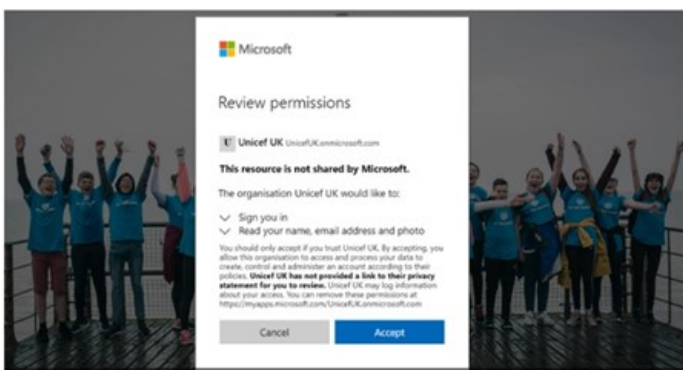 Microsoft
Review permissions
U Unicef UK UnicefUK.onmicrosoft.com
This resource is not shared by Microsoft.
The organisation Unicef UK would like to:
Sign you in
Read your name, email address and photo
You should only accept if you trust Unicef UK. By accepting, you
allow this organisation to access and process your data to
create, control and administer an account according to their
policies. Unicef UK has not provided a link to their privacy
statement for you to review. Unicef UK may log information
about your access. You can remove these permissions at
https://myapps.microsoft.com/UnicefUK.onmicrosoft.com
Cancel Accept